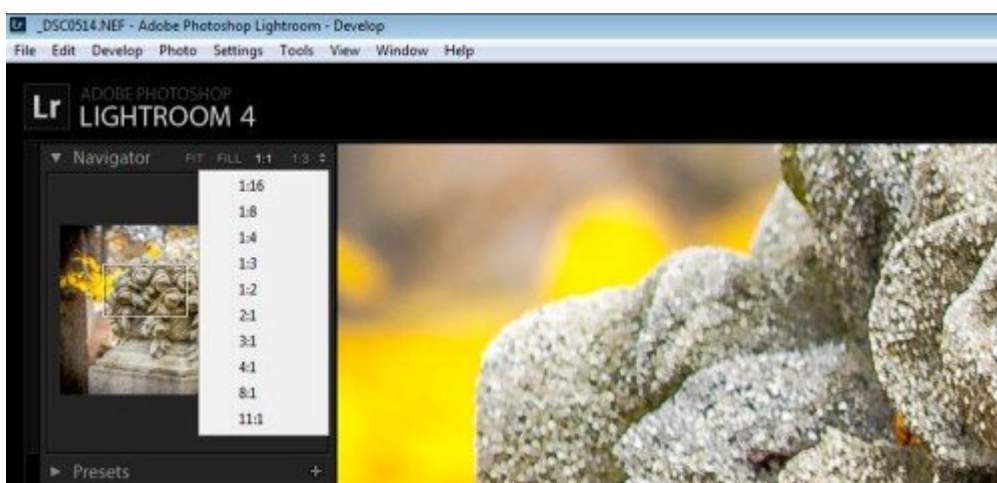 Lr _DSC0514.NEF - Adobe Photoshop Lightroom - Develop
File Edit Develop Photo Settings Tools View Window Help
Lr ADOBE PHOTOSHOP
LIGHTROOM 4
Navigator FIT FILL 1:1 1:3
1:16
1:8
1:4
1:3
1:2
2:1
3:1
4:1
8:1
11:1
Presets +